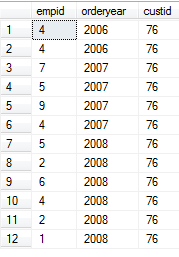 empid orderyear custid
1 4 2006 76
2 4 2006 76
3 7 2007 76
4 5 2007 76
5 9 2007 76
6 4 2007 76
7 5 2008 76
8 2 2008 76
9 6 2008 76
10 4 2008 76
11 2 2008 76
12 1 2008 76